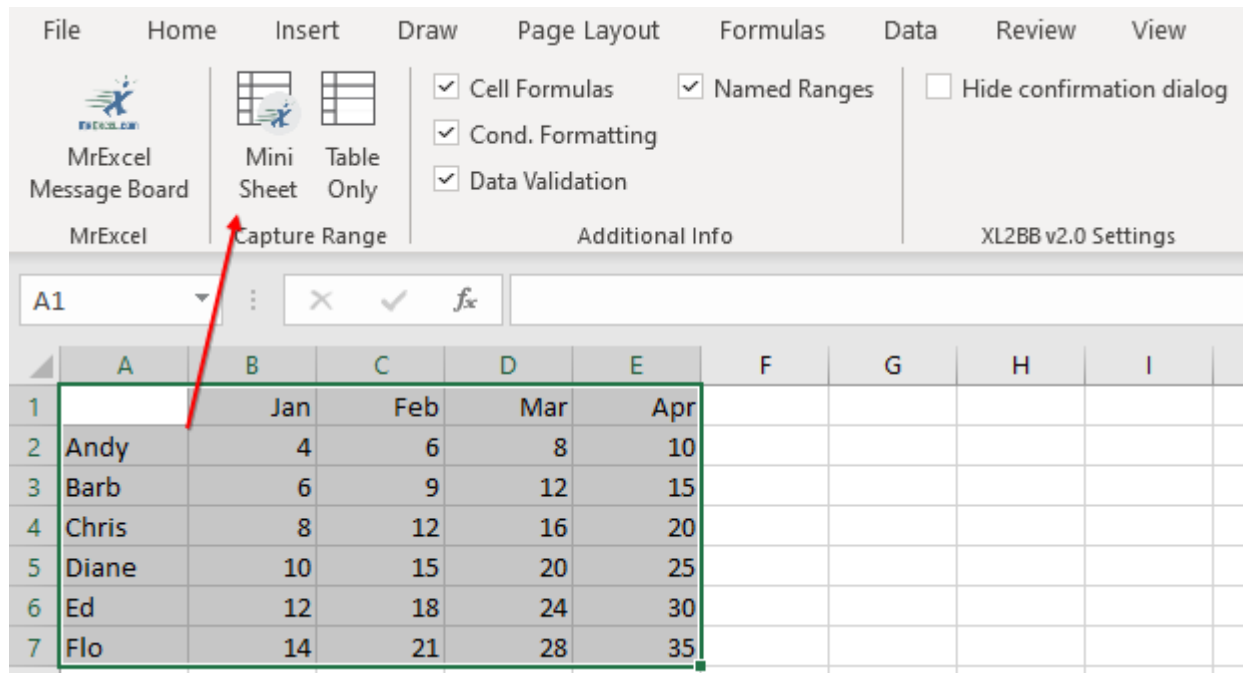 File Home Insert Draw Page Layout Formulas Data Review View
MrExcel Message Board
Mini Sheet
Table Only
Cell Formulas
Cond. Formatting
Data Validation
Named Ranges
Hide confirmation dialog
MrExcel
Capture Range
Additional Info
XL2BB v2.0 Settings
A1
fx
A B C D E F G H I
1 Jan Feb Mar Apr
2 Andy 4 6 8 10
3 Barb 6 9 12 15
4 Chris 8 12 16 20
5 Diane 10 15 20 25
6 Ed 12 18 24 30
7 Flo 14 21 28 35